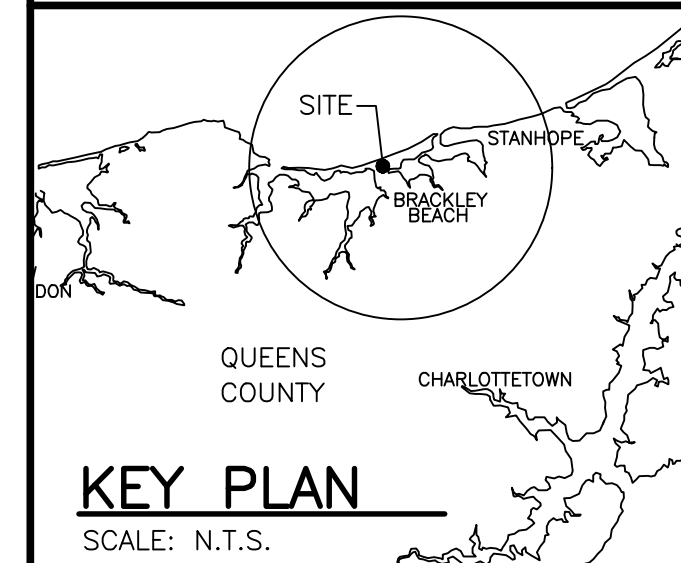 SITE
STANHOPE
BRACKLEY
BEACH
DON
QUEENS
COUNTY
CHARLOTTETOWN
KEY PLAN
SCALE: N.T.S.